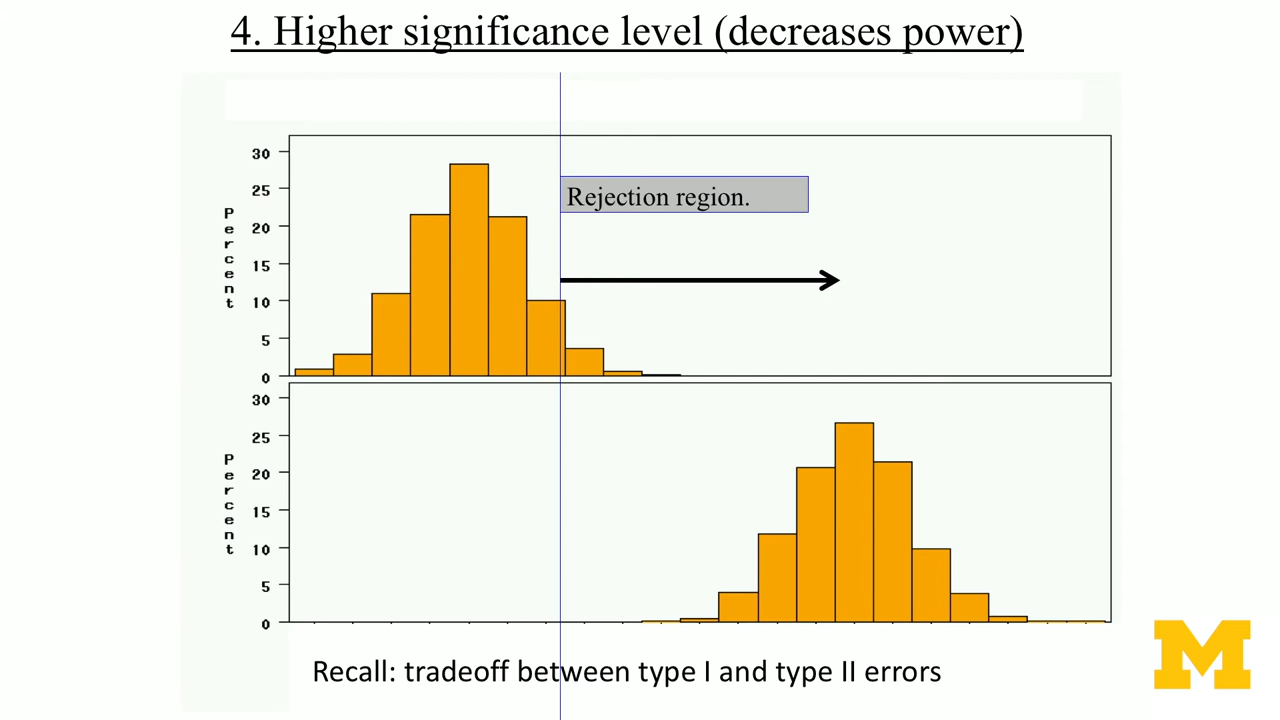 4. Higher significance level (decreases power)
Percent
30
25
20
15
10
5
0
Rejection region.
Percent
30
25
20
15
10
5
0
Recall: tradeoff between type I and type II errors
M